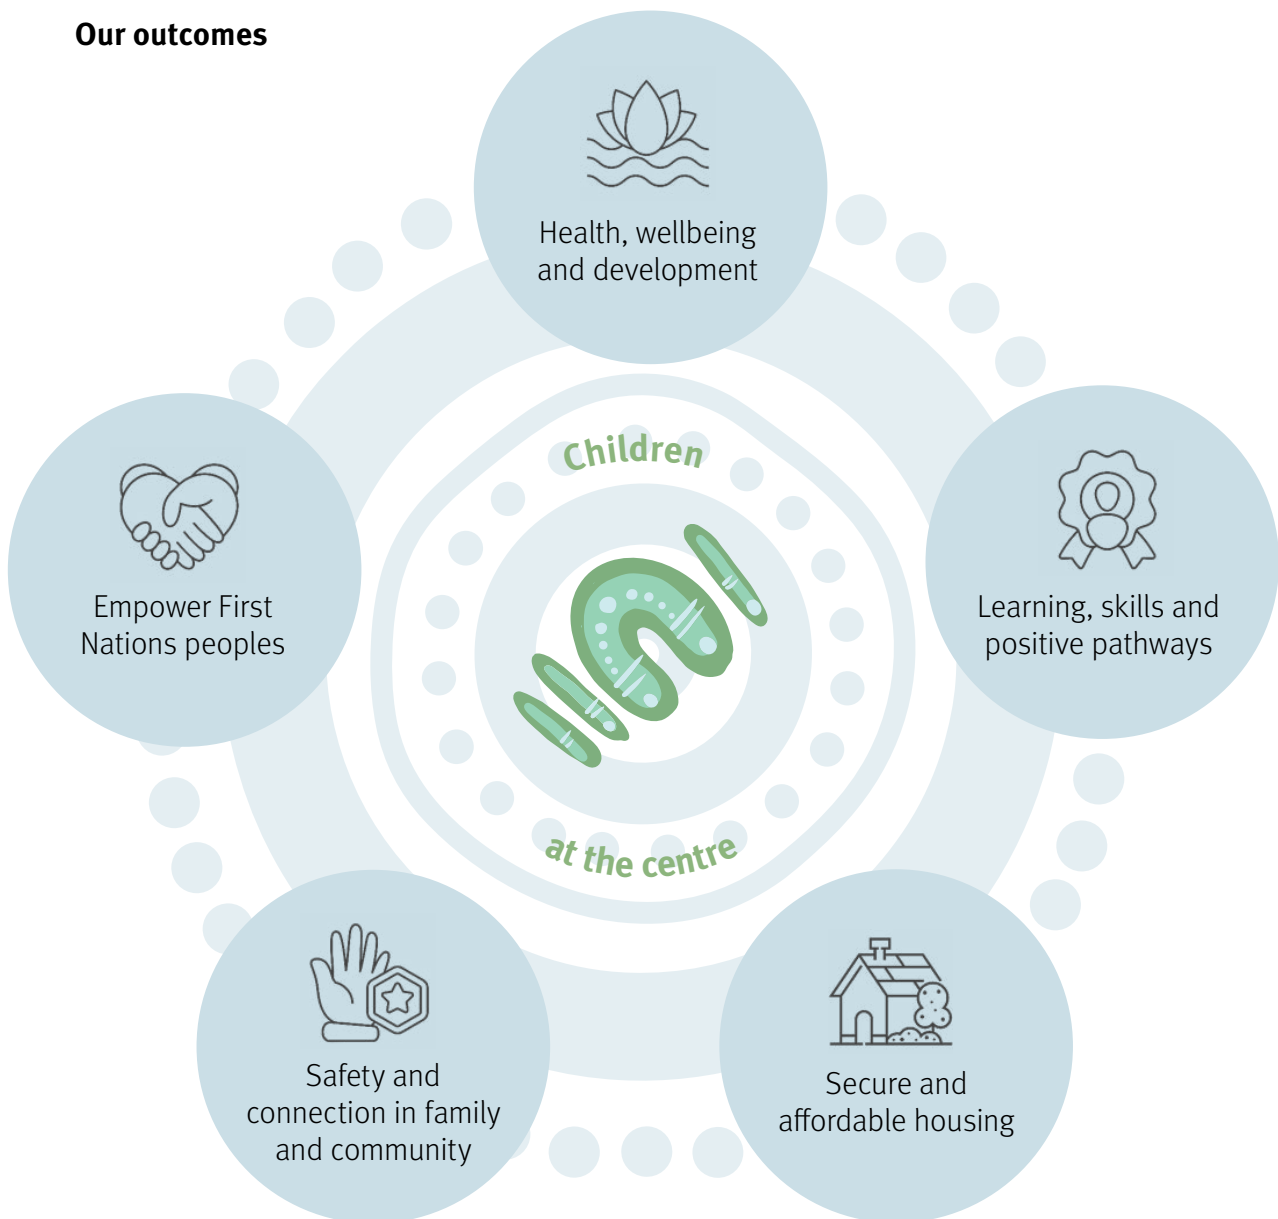 Our outcomes
Health, wellbeing
and development
Children
Empower First
Nations peoples
Learning, skills and
positive pathways
at the centre
Safety and
connection in family
and community
Secure and
affordable housing